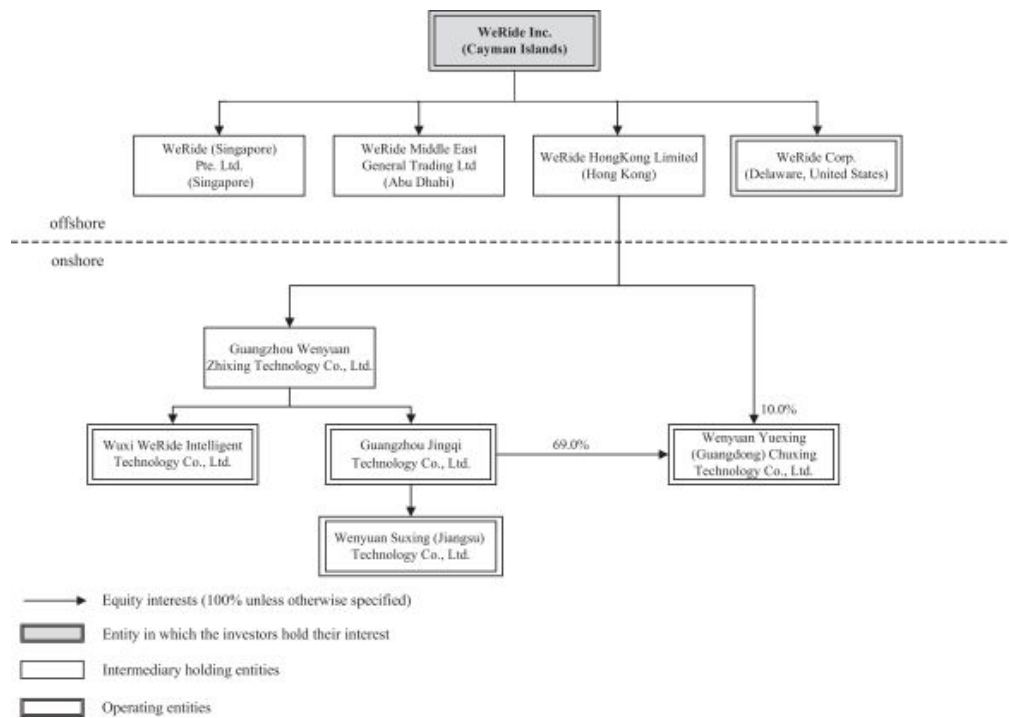 WeRide Inc.
(Cayman Islands)
WeRide (Singapore)
Pte. Ltd.
(Singapore)
WeRide Middle East
General Trading Ltd
(Abu Dhabi)
WeRide HongKong Limited
(Hong Kong)
WeRide Corp.
(Delaware, United States)
offshore
onshore
Guangzhou Wenyuan
Zhixing Technology Co., Ltd.
10.0%
Wuxi WeRide Intelligent
Technology Co., Ltd.
Guangzhou Jingqi
Technology Co., Ltd.
69.0%
Wenyuan Yuexing
(Guangdong) Chuxing
Technology Co., Ltd.
Wenyuan Suxing (Jiangsu)
Technology Co., Ltd.
Equity interests (100% unless otherwise specified)
Entity in which the investors hold their interest
Intermediary holding entities
Operating entities